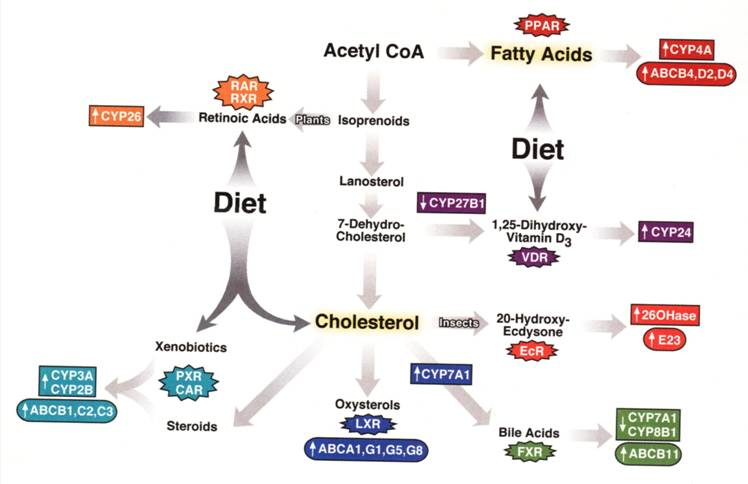 PPAR
Acetyl CoA
Fatty Acids
↑CYP4A
↑ABCB4,D2,D4
RAR
RXR
↑CYP26
Retinoic Acids
Plants
Isoprenoids
Diet
Diet
Lanosterol
↓CYP27B1
7-Dehydro-
Cholesterol
1,25-Dihydroxy-
Vitamin D3
↑CYP24
VDR
Cholesterol
Insects
20-Hydroxy-
Ecdysone
↑26OHase
EcR
↑E23
Xenobiotics
↑CYP3A
CYP2B
PXR
CAR
↑CYP7A1
↑ABCB1,C2,C3
Steroids
Oxysterols
LXR
↑ABCA1,G1,G5,G8
Bile Acids
FXR
↓CYP7A1
CYP8B1
↑ABCB11